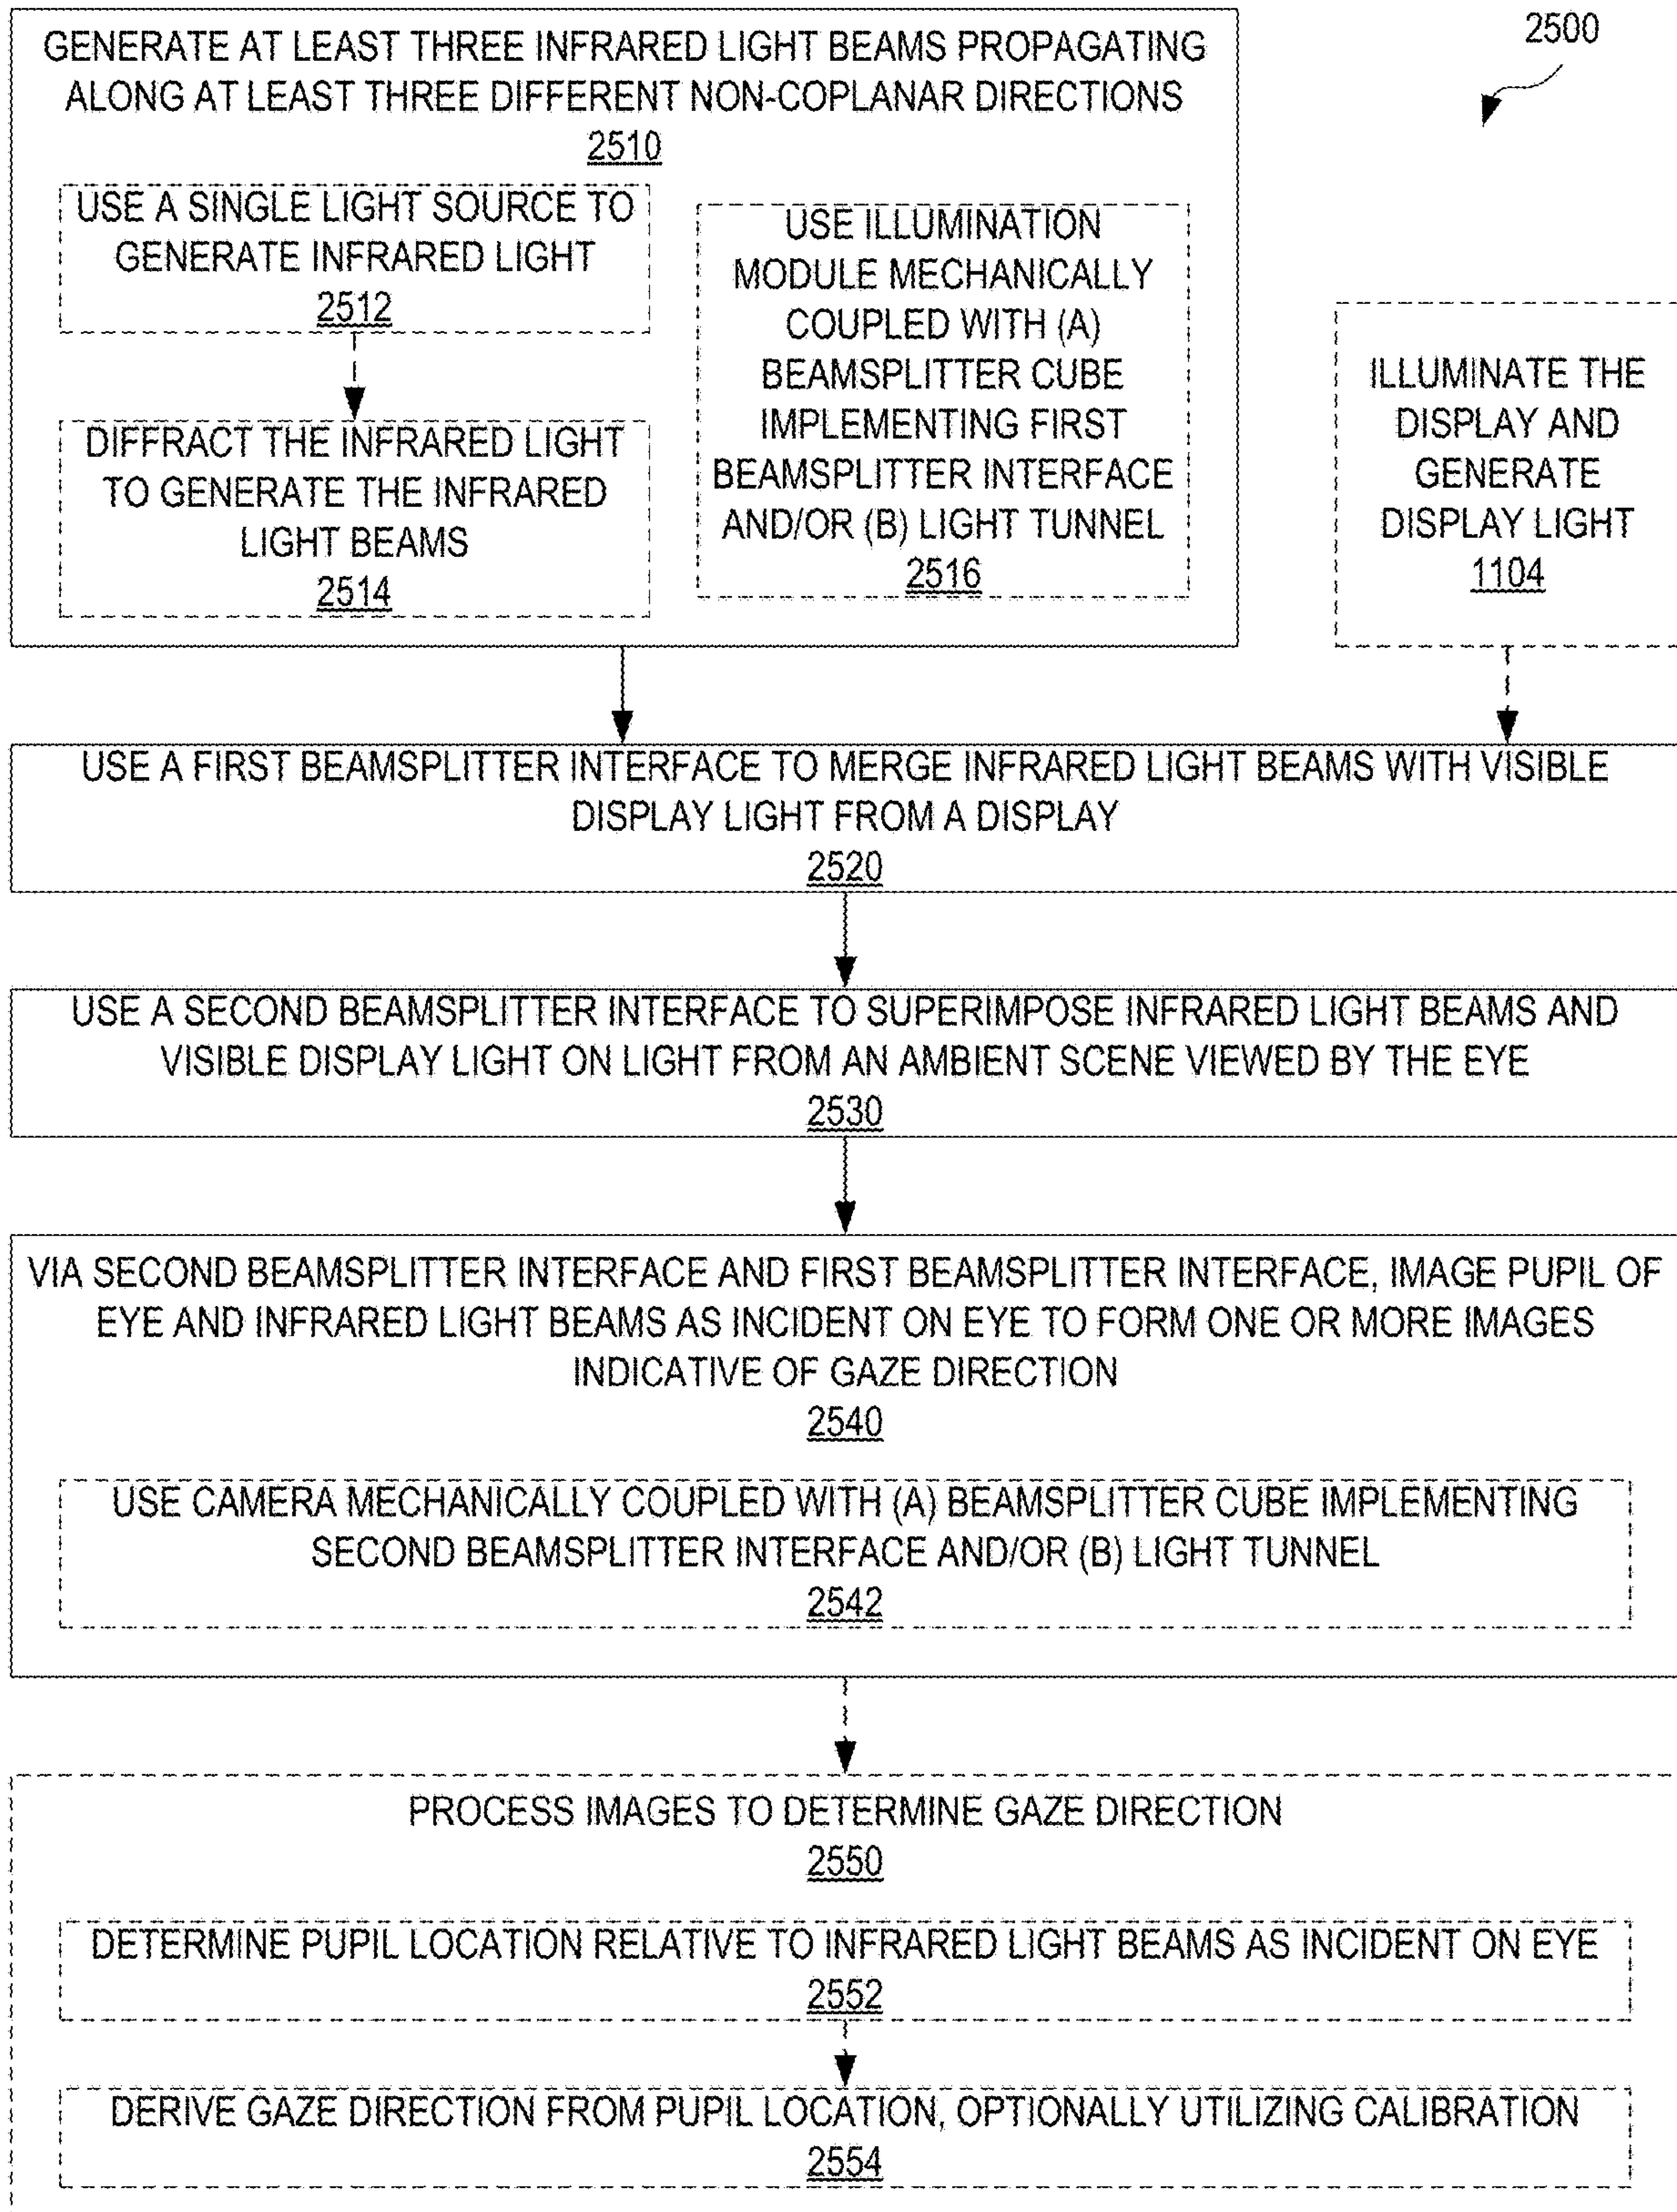 2500
GENERATE AT LEAST THREE INFRARED LIGHT BEAMS PROPAGATING
ALONG AT LEAST THREE DIFFERENT NON-COPLANAR DIRECTIONS
2510
USE A SINGLE LIGHT SOURCE TO
GENERATE INFRARED LIGHT
2512
DIFFRACT THE INFRARED LIGHT
TO GENERATE THE INFRARED
LIGHT BEAMS
2514
USE ILLUMINATION
MODULE MECHANICALLY
COUPLED WITH (A)
BEAMSPLITTER CUBE
IMPLEMENTING FIRST
BEAMSPLITTER INTERFACE
AND/OR (B) LIGHT TUNNEL
2516
ILLUMINATE THE
DISPLAY AND
GENERATE
DISPLAY LIGHT
1104
USE A FIRST BEAMSPLITTER INTERFACE TO MERGE INFRARED LIGHT BEAMS WITH VISIBLE
DISPLAY LIGHT FROM A DISPLAY
2520
USE A SECOND BEAMSPLITTER INTERFACE TO SUPERIMPOSE INFRARED LIGHT BEAMS AND
VISIBLE DISPLAY LIGHT ON LIGHT FROM AN AMBIENT SCENE VIEWED BY THE EYE
2530
VIA SECOND BEAMSPLITTER INTERFACE AND FIRST BEAMSPLITTER INTERFACE, IMAGE PUPIL OF
EYE AND INFRARED LIGHT BEAMS AS INCIDENT ON EYE TO FORM ONE OR MORE IMAGES
INDICATIVE OF GAZE DIRECTION
2540
USE CAMERA MECHANICALLY COUPLED WITH (A) BEAMSPLITTER CUBE IMPLEMENTING
SECOND BEAMSPLITTER INTERFACE AND/OR (B) LIGHT TUNNEL
2542
PROCESS IMAGES TO DETERMINE GAZE DIRECTION
2550
DETERMINE PUPIL LOCATION RELATIVE TO INFRARED LIGHT BEAMS AS INCIDENT ON EYE
2552
DERIVE GAZE DIRECTION FROM PUPIL LOCATION, OPTIONALLY UTILIZING CALIBRATION
2554